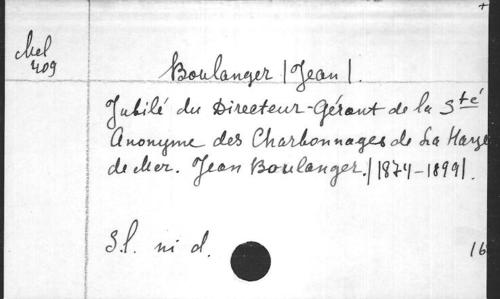 Mel
409
Boulanger |Jean|.
Jubilé du Directeur-Gérant de la Sté
Anonyme des Charbonnages de La Haye
de Mer. Jean Boulanger. |1874-1899|.
S.l. ni d.
16